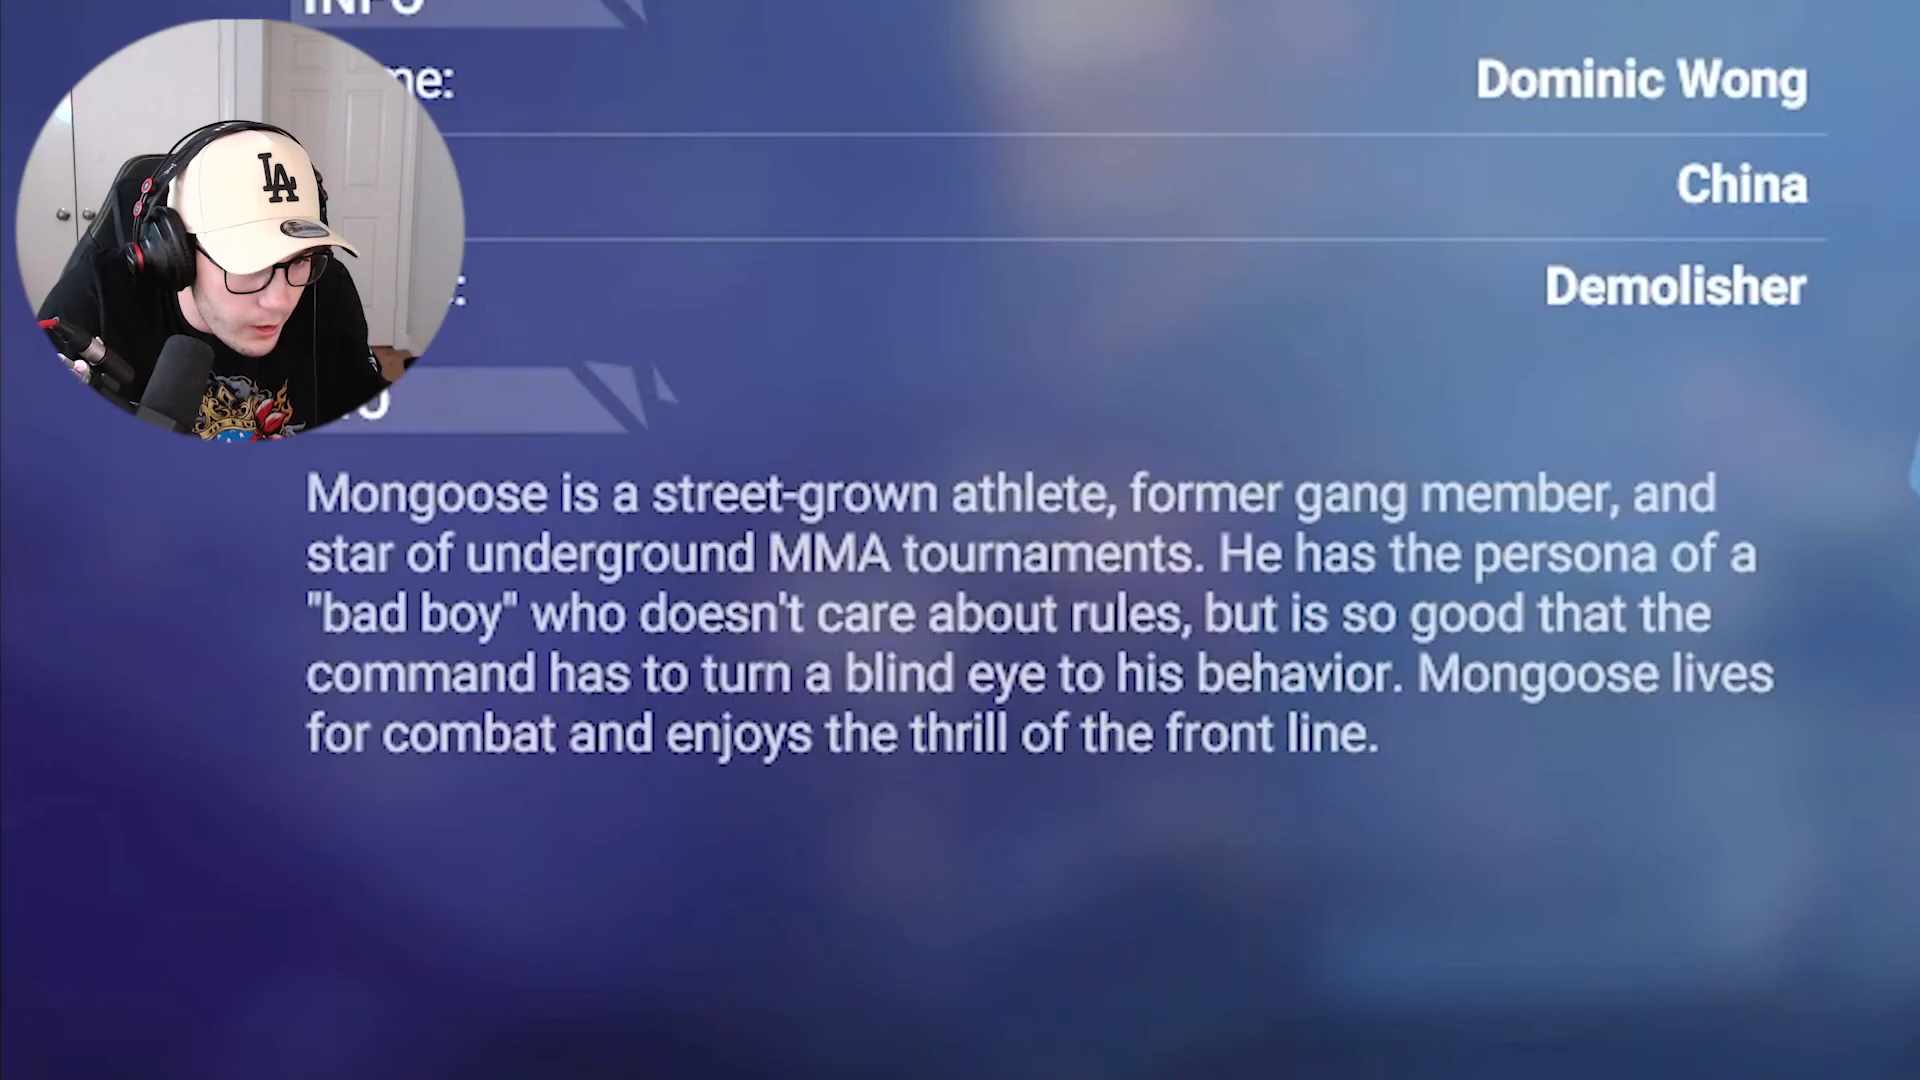 INFO
me:
Dominic Wong
China
:
Demolisher
LA
Mongoose is a street-grown athlete, former gang member, and
star of underground MMA tournaments. He has the persona of a
"bad boy" who doesn't care about rules, but is so good that the
command has to turn a blind eye to his behavior. Mongoose lives
for combat and enjoys the thrill of the front line.